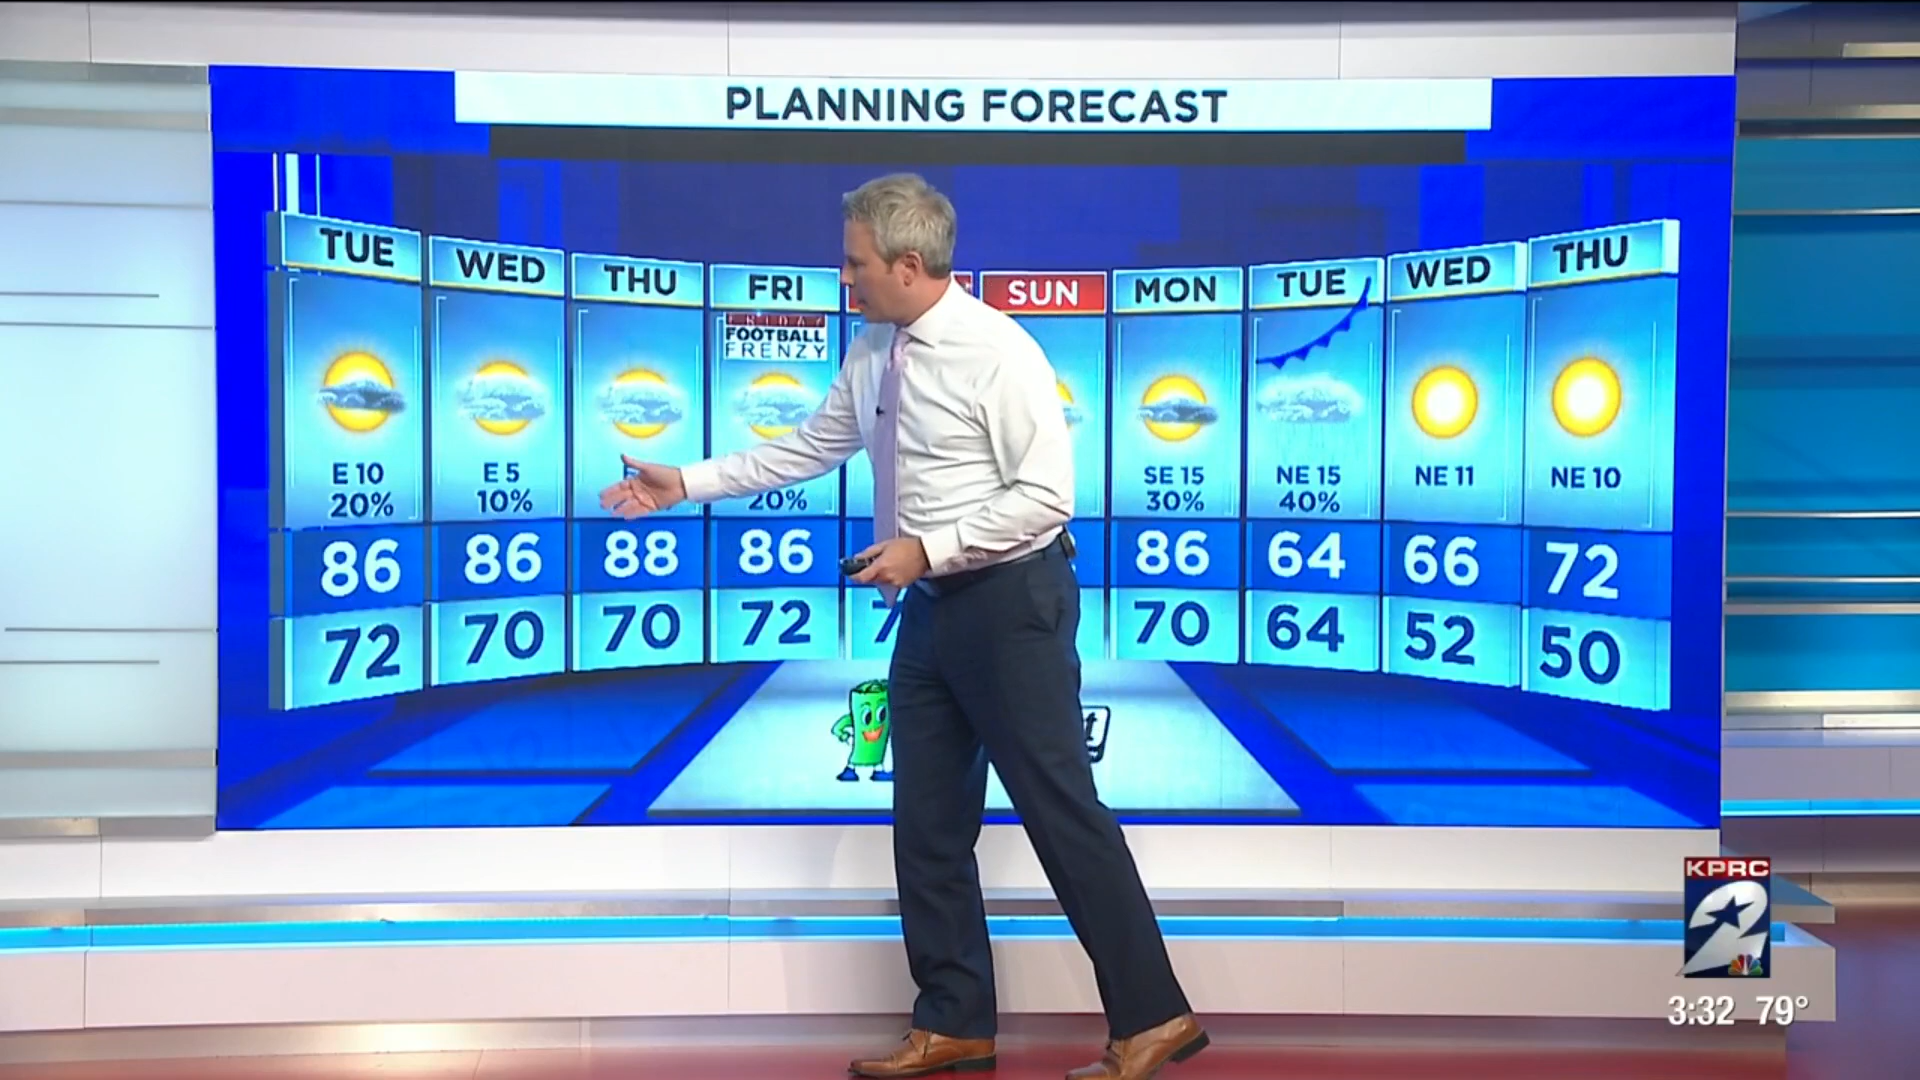 PLANNING FORECAST
TUE WED THU FRI SUN MON TUE WED THU
FRIDAY
FOOTBALL
FRENZY
E 10 E 5 SE 15 NE 15 NE 11 NE 10
20% 10% 20% 30% 40%
86 86 88 86 86 64 66 72
72 70 70 72 70 64 52 50
KPRC
2
3:32 79°